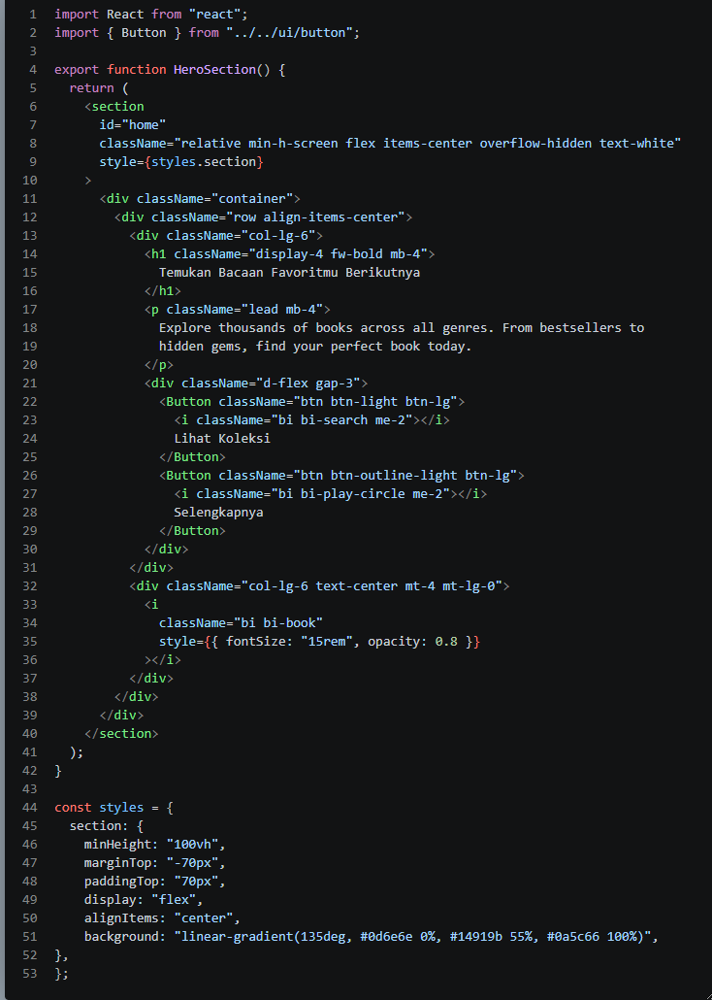 1 import React from "react";
2 import { Button } from "../../ui/button";
3
4 export function HeroSection() {
5   return (
6     <section
7       id="home"
8       className="relative min-h-screen flex items-center overflow-hidden text-white"
9       style={styles.section}
10     >
11       <div className="container">
12         <div className="row align-items-center">
13           <div className="col-lg-6">
14             <h1 className="display-4 fw-bold mb-4">
15               Temukan Bacaan Favoritmu Berikutnya
16             </h1>
17             <p className="lead mb-4">
18               Explore thousands of books across all genres. From bestsellers to
19               hidden gems, find your perfect book today.
20             </p>
21             <div className="d-flex gap-3">
22               <Button className="btn btn-light btn-lg">
23                 <i className="bi bi-search me-2"></i>
24                 Lihat Koleksi
25               </Button>
26               <Button className="btn btn-outline-light btn-lg">
27                 <i className="bi bi-play-circle me-2"></i>
28                 Selengkapnya
29               </Button>
30             </div>
31           </div>
32           <div className="col-lg-6 text-center mt-4 mt-lg-0">
33             <i
34               className="bi bi-book"
35               style={{ fontSize: "15rem", opacity: 0.8 }}
36             ></i>
37           </div>
38         </div>
39       </div>
40     </section>
41   );
42 }
43
44 const styles = {
45   section: {
46     minHeight: "100vh",
47     marginTop: "-70px",
48     paddingTop: "70px",
49     display: "flex",
50     alignItems: "center",
51     background: "linear-gradient(135deg, #0d6e6e 0%, #14919b 55%, #0a5c66 100%)",
52 },
53 };